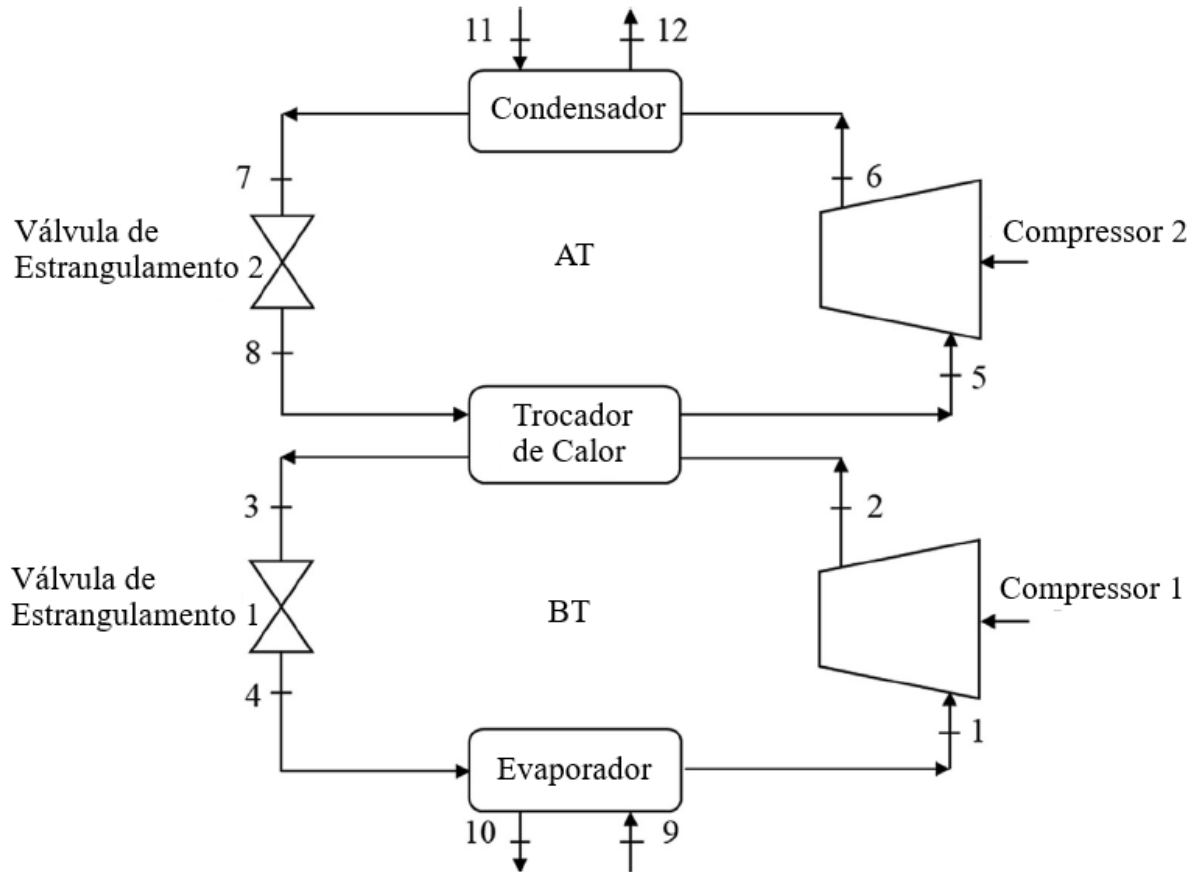 11
12
Condensador
7
6
Válvula de
Estrangulamento 2
AT
Compressor 2
8
5
Trocador
de Calor
3
2
Válvula de
Estrangulamento 1
BT
Compressor 1
4
1
Evaporador
10
9